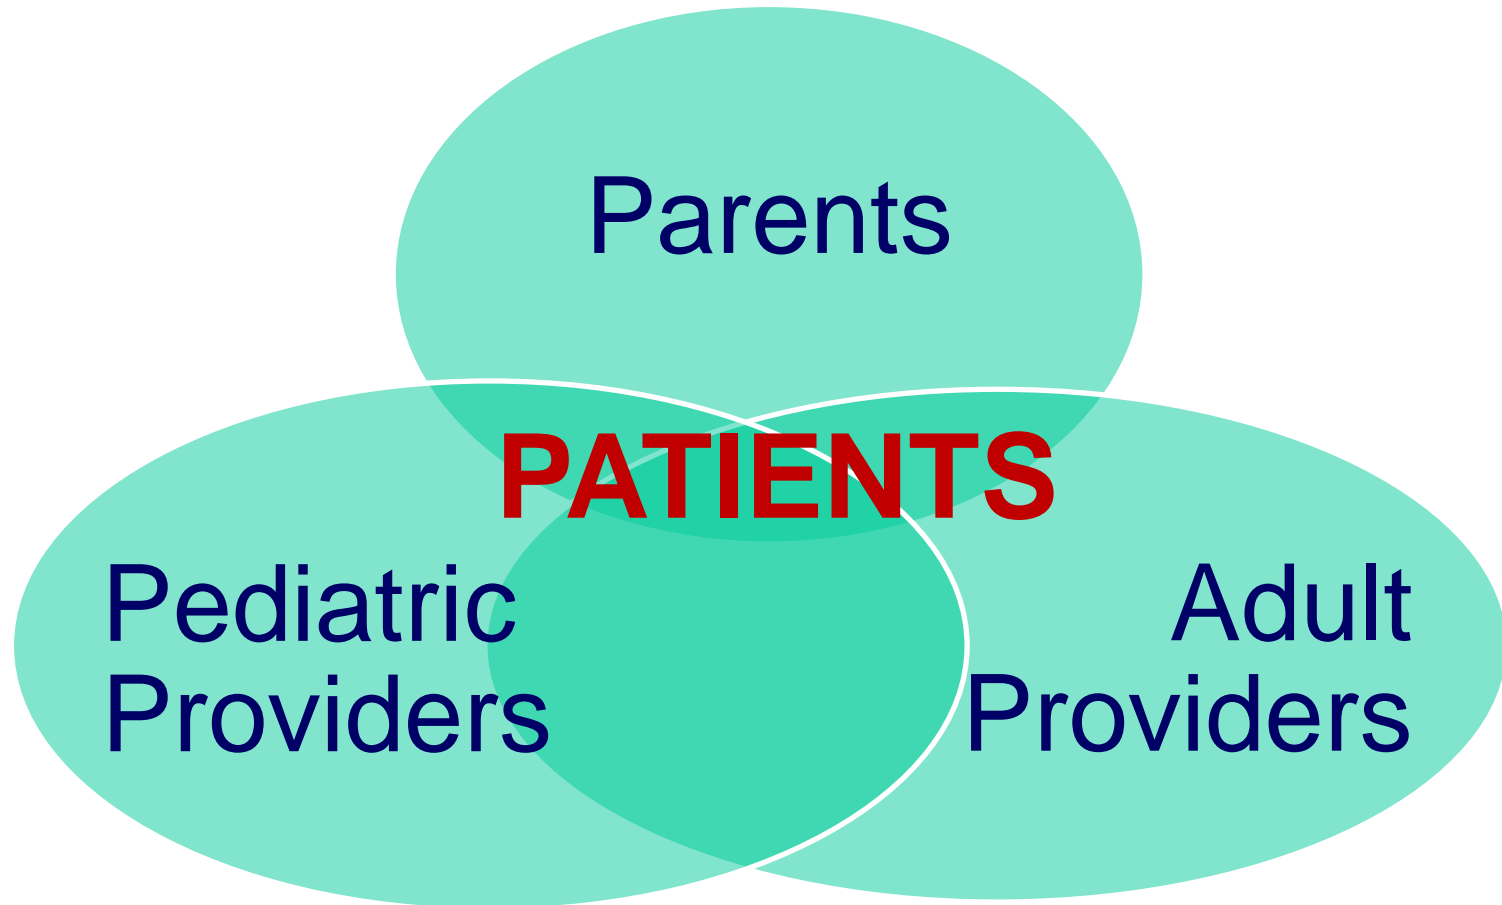 Parents
PATIENTS
Pediatric
Providers
Adult
Providers